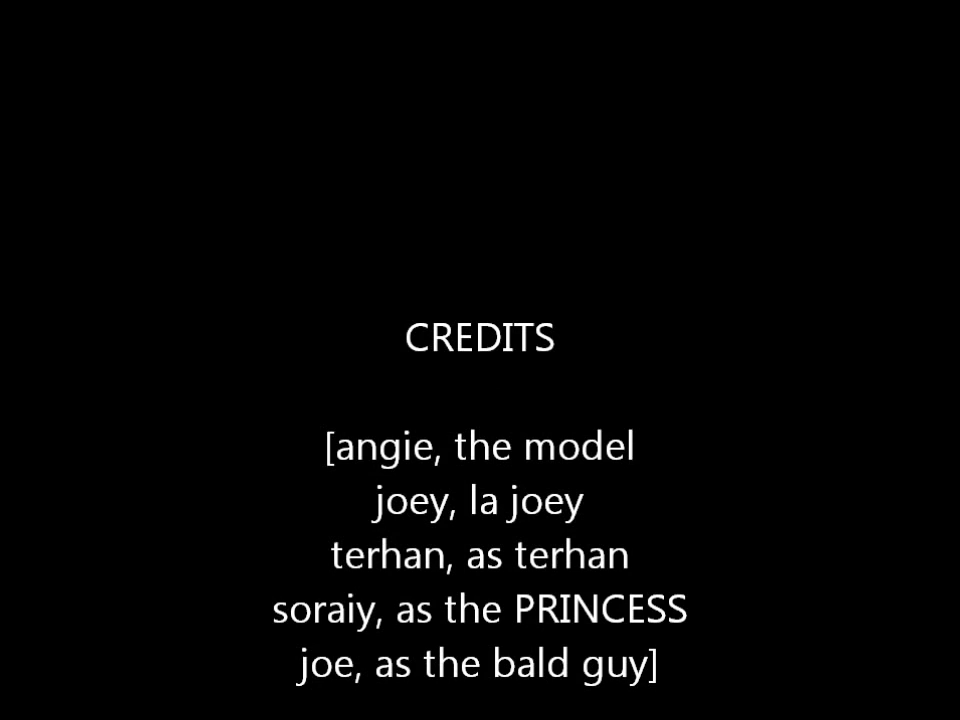 CREDITS
[angie, the model
joey, la joey
terhan, as terhan
soraiy, as the PRINCESS
joe, as the bald guy]